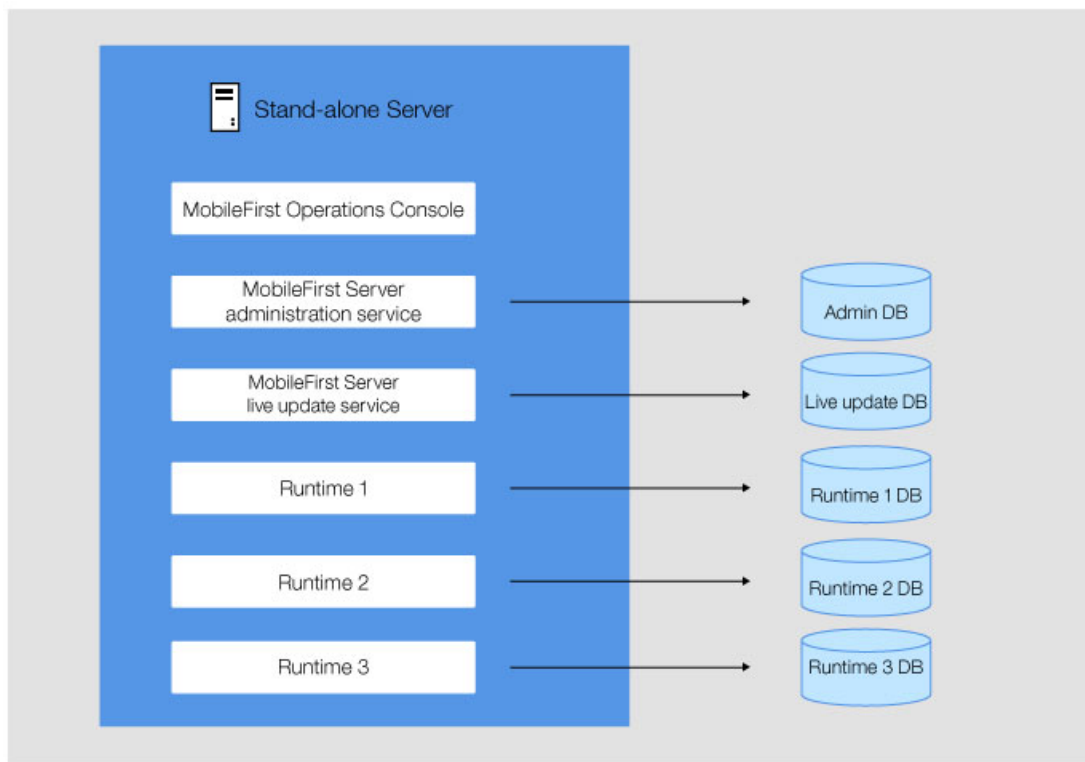 Stand-alone Server
MobileFirst Operations Console
MobileFirst Server
administration service
Admin DB
MobileFirst Server
live update service
Live update DB
Runtime 1
Runtime 1 DB
Runtime 2
Runtime 2 DB
Runtime 3
Runtime 3 DB